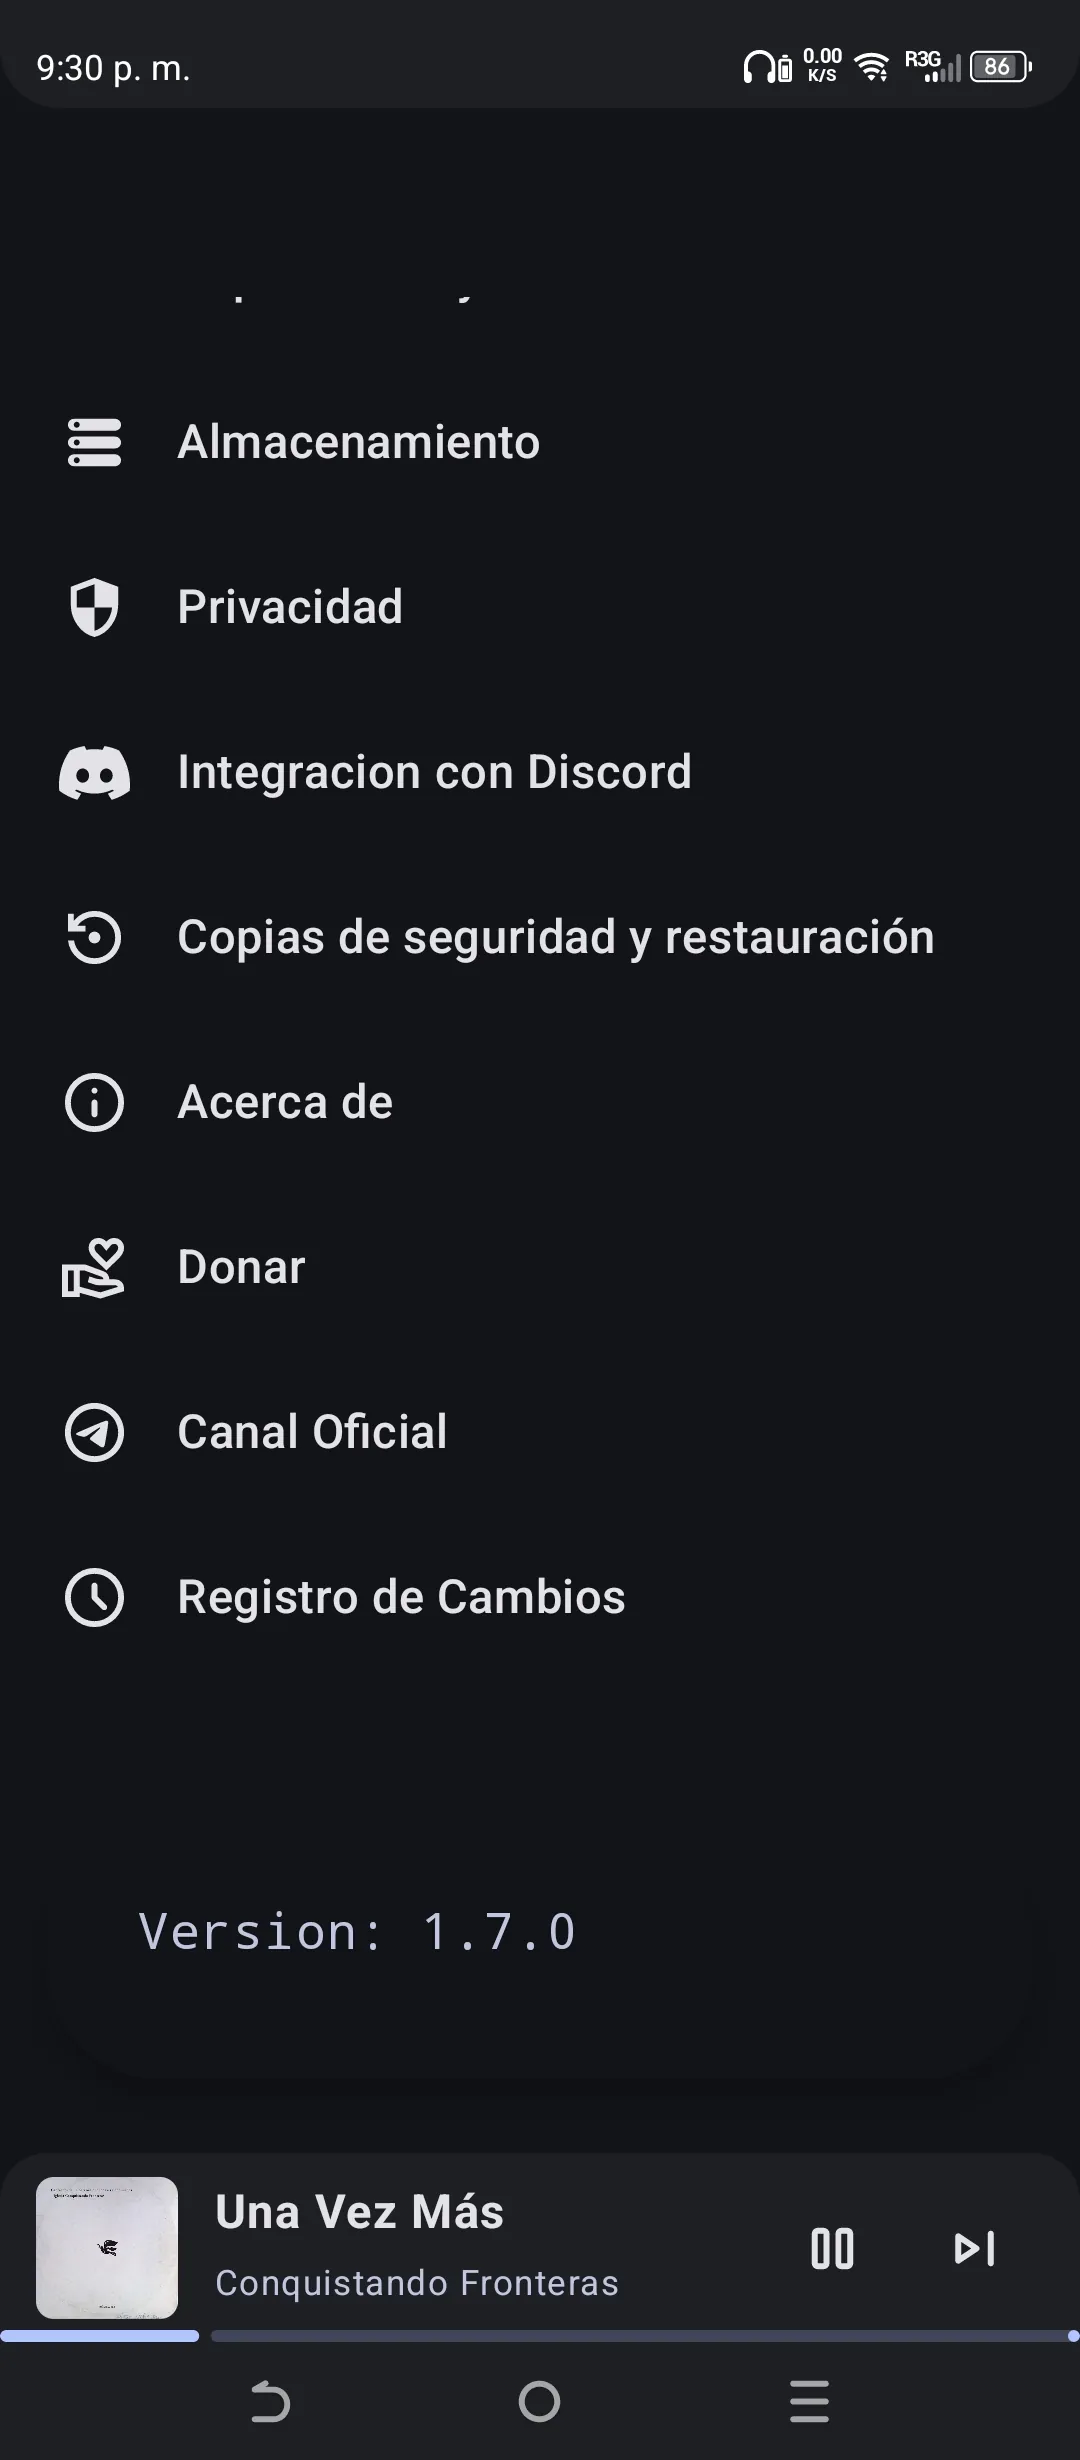 9:30 p. m.
0.00
K/S
R3G
86
Almacenamiento
Privacidad
Integracion con Discord
Copias de seguridad y restauración
Acerca de
Donar
Canal Oficial
Registro de Cambios
Version: 1.7.0
Una Vez Más
Conquistando Fronteras